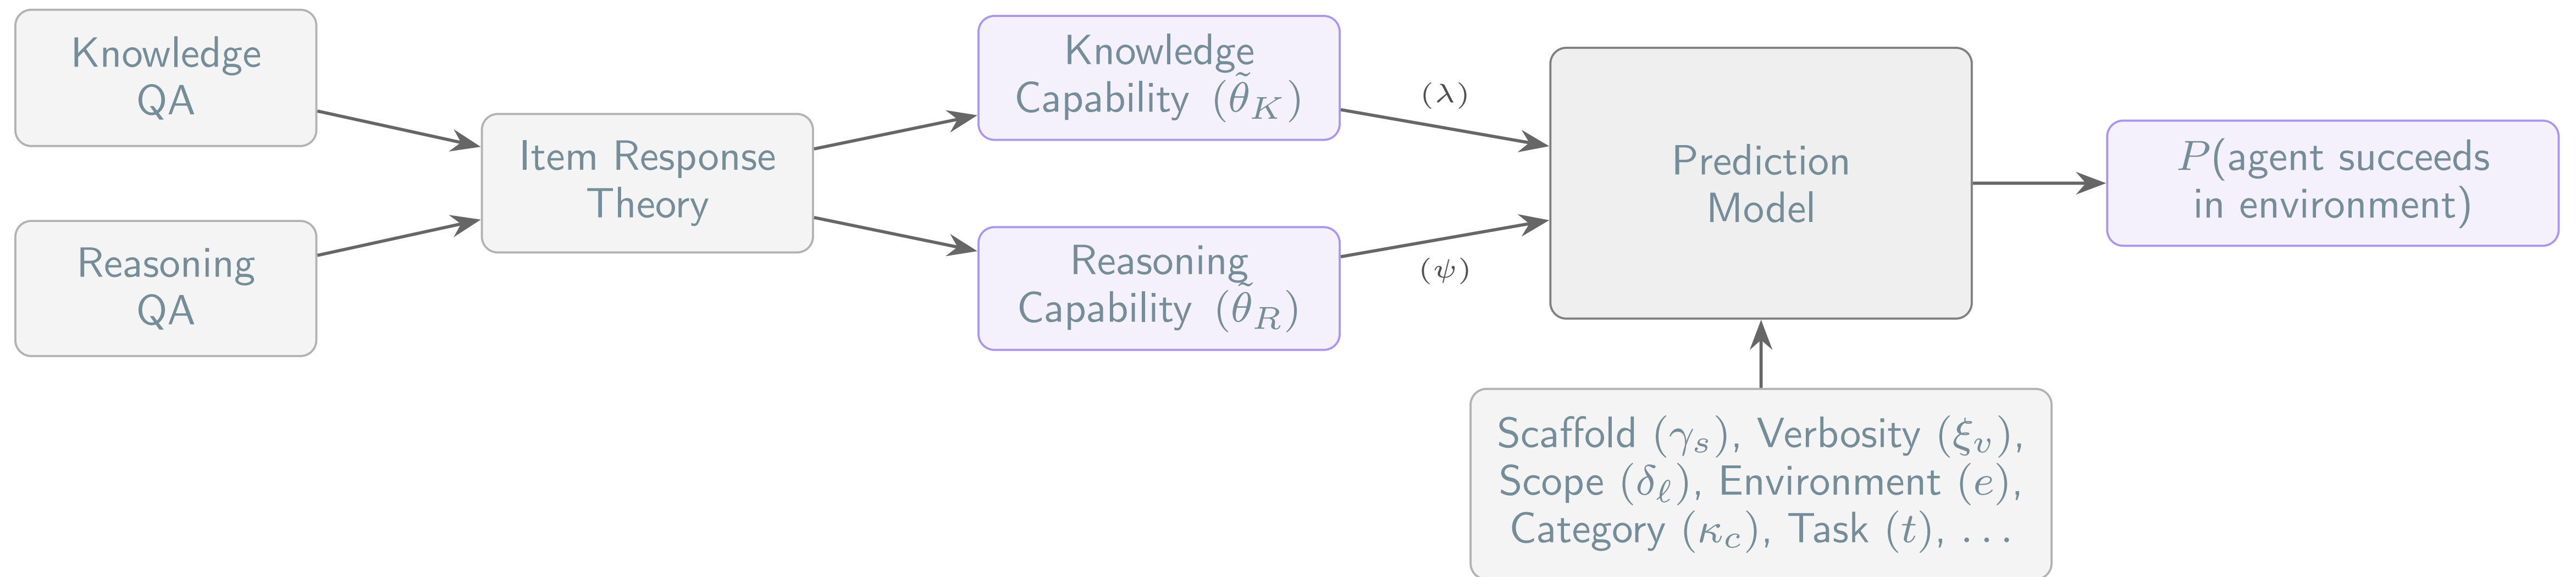 Knowledge
QA
Reasoning
QA
Item Response
Theory
Knowledge
Capability (θ̃_K)
Reasoning
Capability (θ̃_R)
(λ)
(ψ)
Prediction
Model
Scaffold (γ_s), Verbosity (ξ_v),
Scope (δ_ℓ), Environment (e),
Category (κ_c), Task (t), ...
P(agent succeeds
in environment)